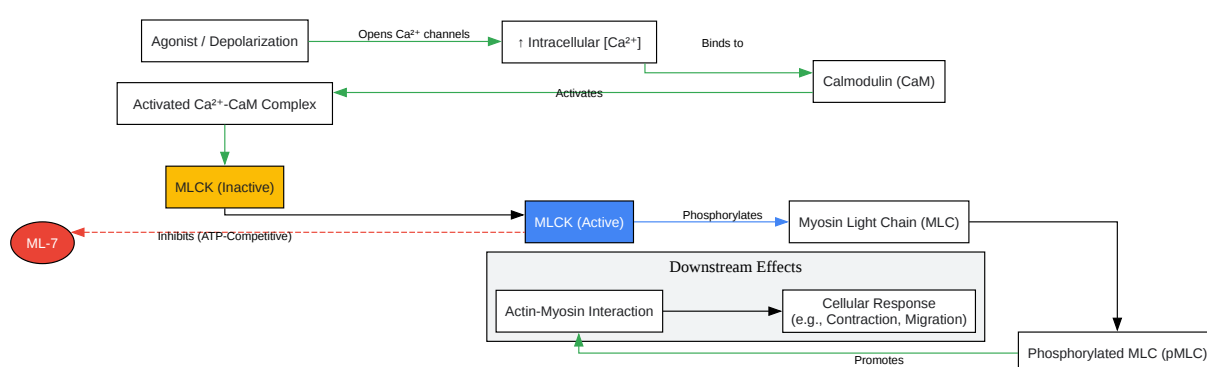 Agonist / Depolarization
Opens Ca²⁺ channels
↑ Intracellular [Ca²⁺]
Binds to
Calmodulin (CaM)
Activates
Activated Ca²⁺-CaM Complex
MLCK (Inactive)
MLCK (Active)
Phosphorylates
Myosin Light Chain (MLC)
ML-7
Inhibits (ATP-Competitive)
Downstream Effects
Actin-Myosin Interaction
Cellular Response
(e.g., Contraction, Migration)
Phosphorylated MLC (pMLC)
Promotes